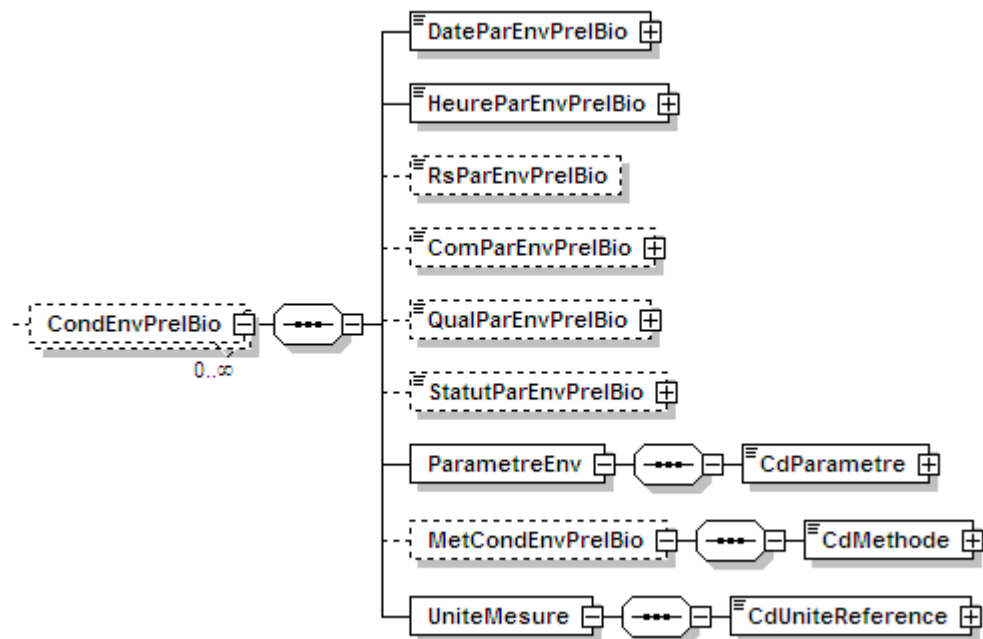 DateParEnvPrelBio
HeureParEnvPrelBio
RsParEnvPrelBio
ComParEnvPrelBio
CondEnvPrelBio
0..∞
QualParEnvPrelBio
StatutParEnvPrelBio
ParametreEnv
CdParametre
MetCondEnvPrelBio
CdMethode
UniteMesure
CdUniteReference